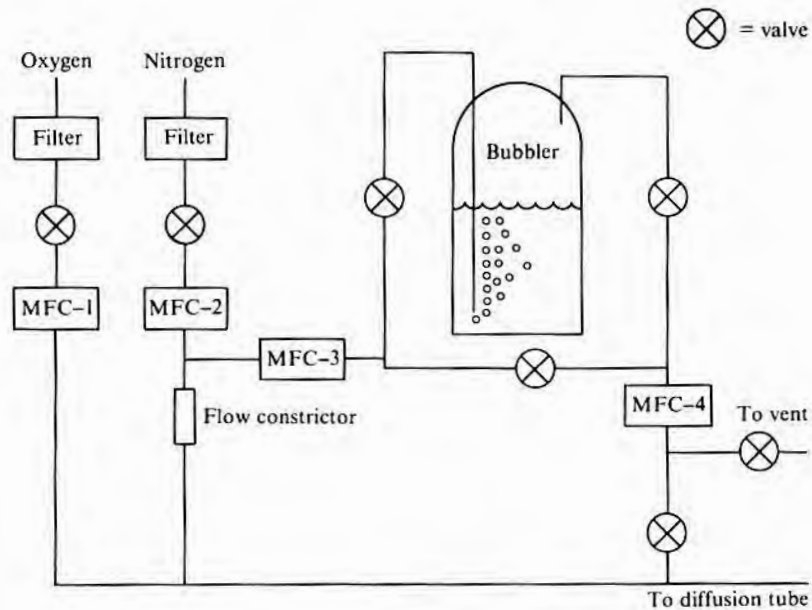 = valve
Oxygen
Nitrogen
Filter
Filter
Bubbler
MFC-1
MFC-2
MFC-3
MFC-4
Flow constrictor
To vent
To diffusion tube